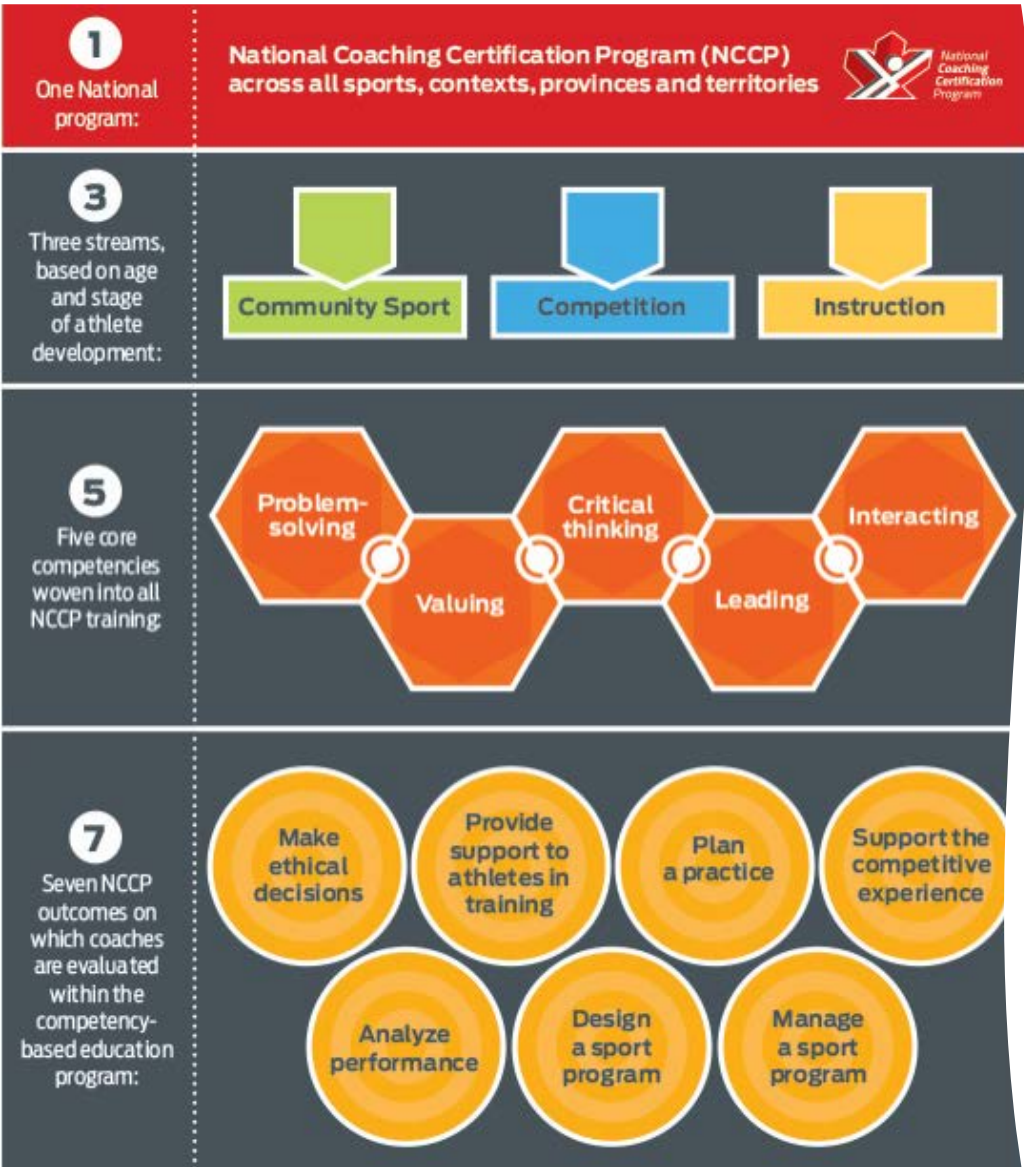 1
One National
program:
National Coaching Certification Program (NCCP)
across all sports, contexts, provinces and territories
National
Coaching
Certification
Program
3
Three streams,
based on age
and stage
of athlete
development:
Community Sport
Competition
Instruction
5
Five core
competencies
woven into all
NCCP training:
Problem-
solving
Valuing
Critical
thinking
Leading
Interacting
7
Seven NCCP
outcomes on
which coaches
are evaluated
within the
competency-
based education
program:
Make
ethical
decisions
Provide
support to
athletes in
training
Plan
a practice
Support the
competitive
experience
Analyze
performance
Design
a sport
program
Manage
a sport
program